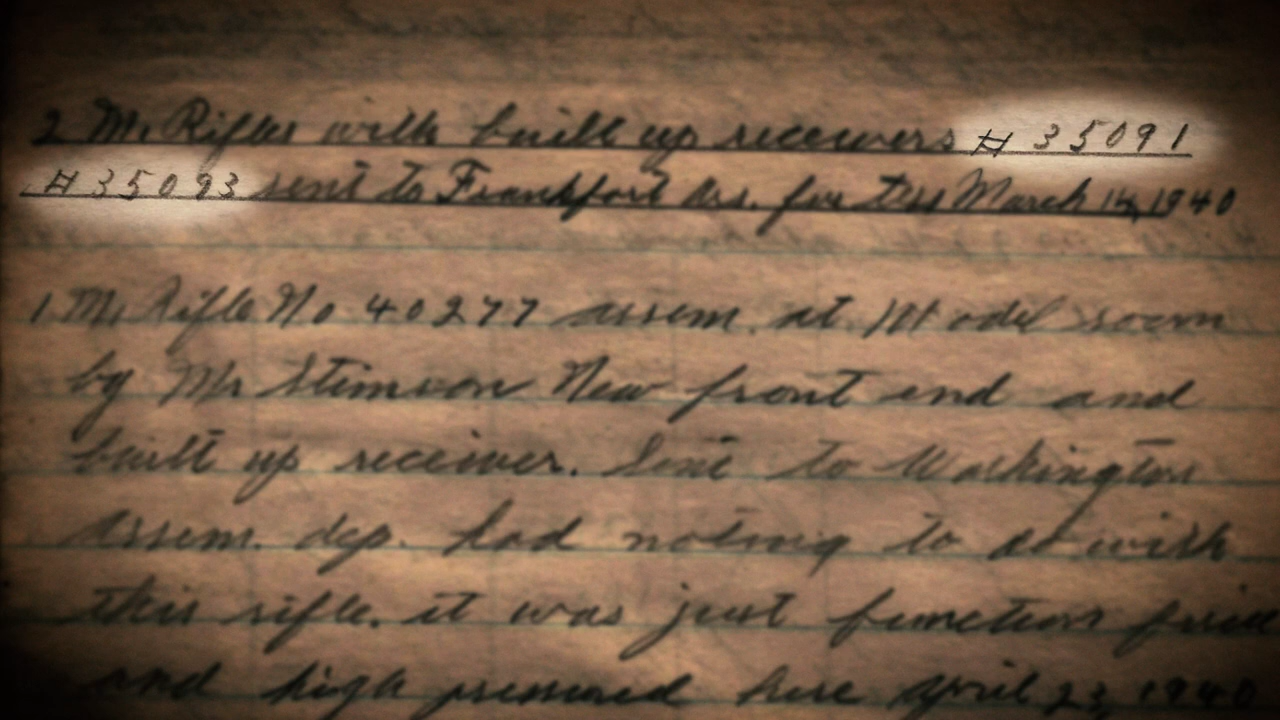 2 M1 Rifles with built up receivers # 35091
# 35093 sent to Frankfort Ars. for test March 14, 1940
1 M1 Rifle No 40277 assem. at Model room
by Mr Stimson New front end and
built up receiver. Sent to Washington
Assem. dep. had noting to do with
this rifle. it was just function fired
and high pressured here April 23, 1940